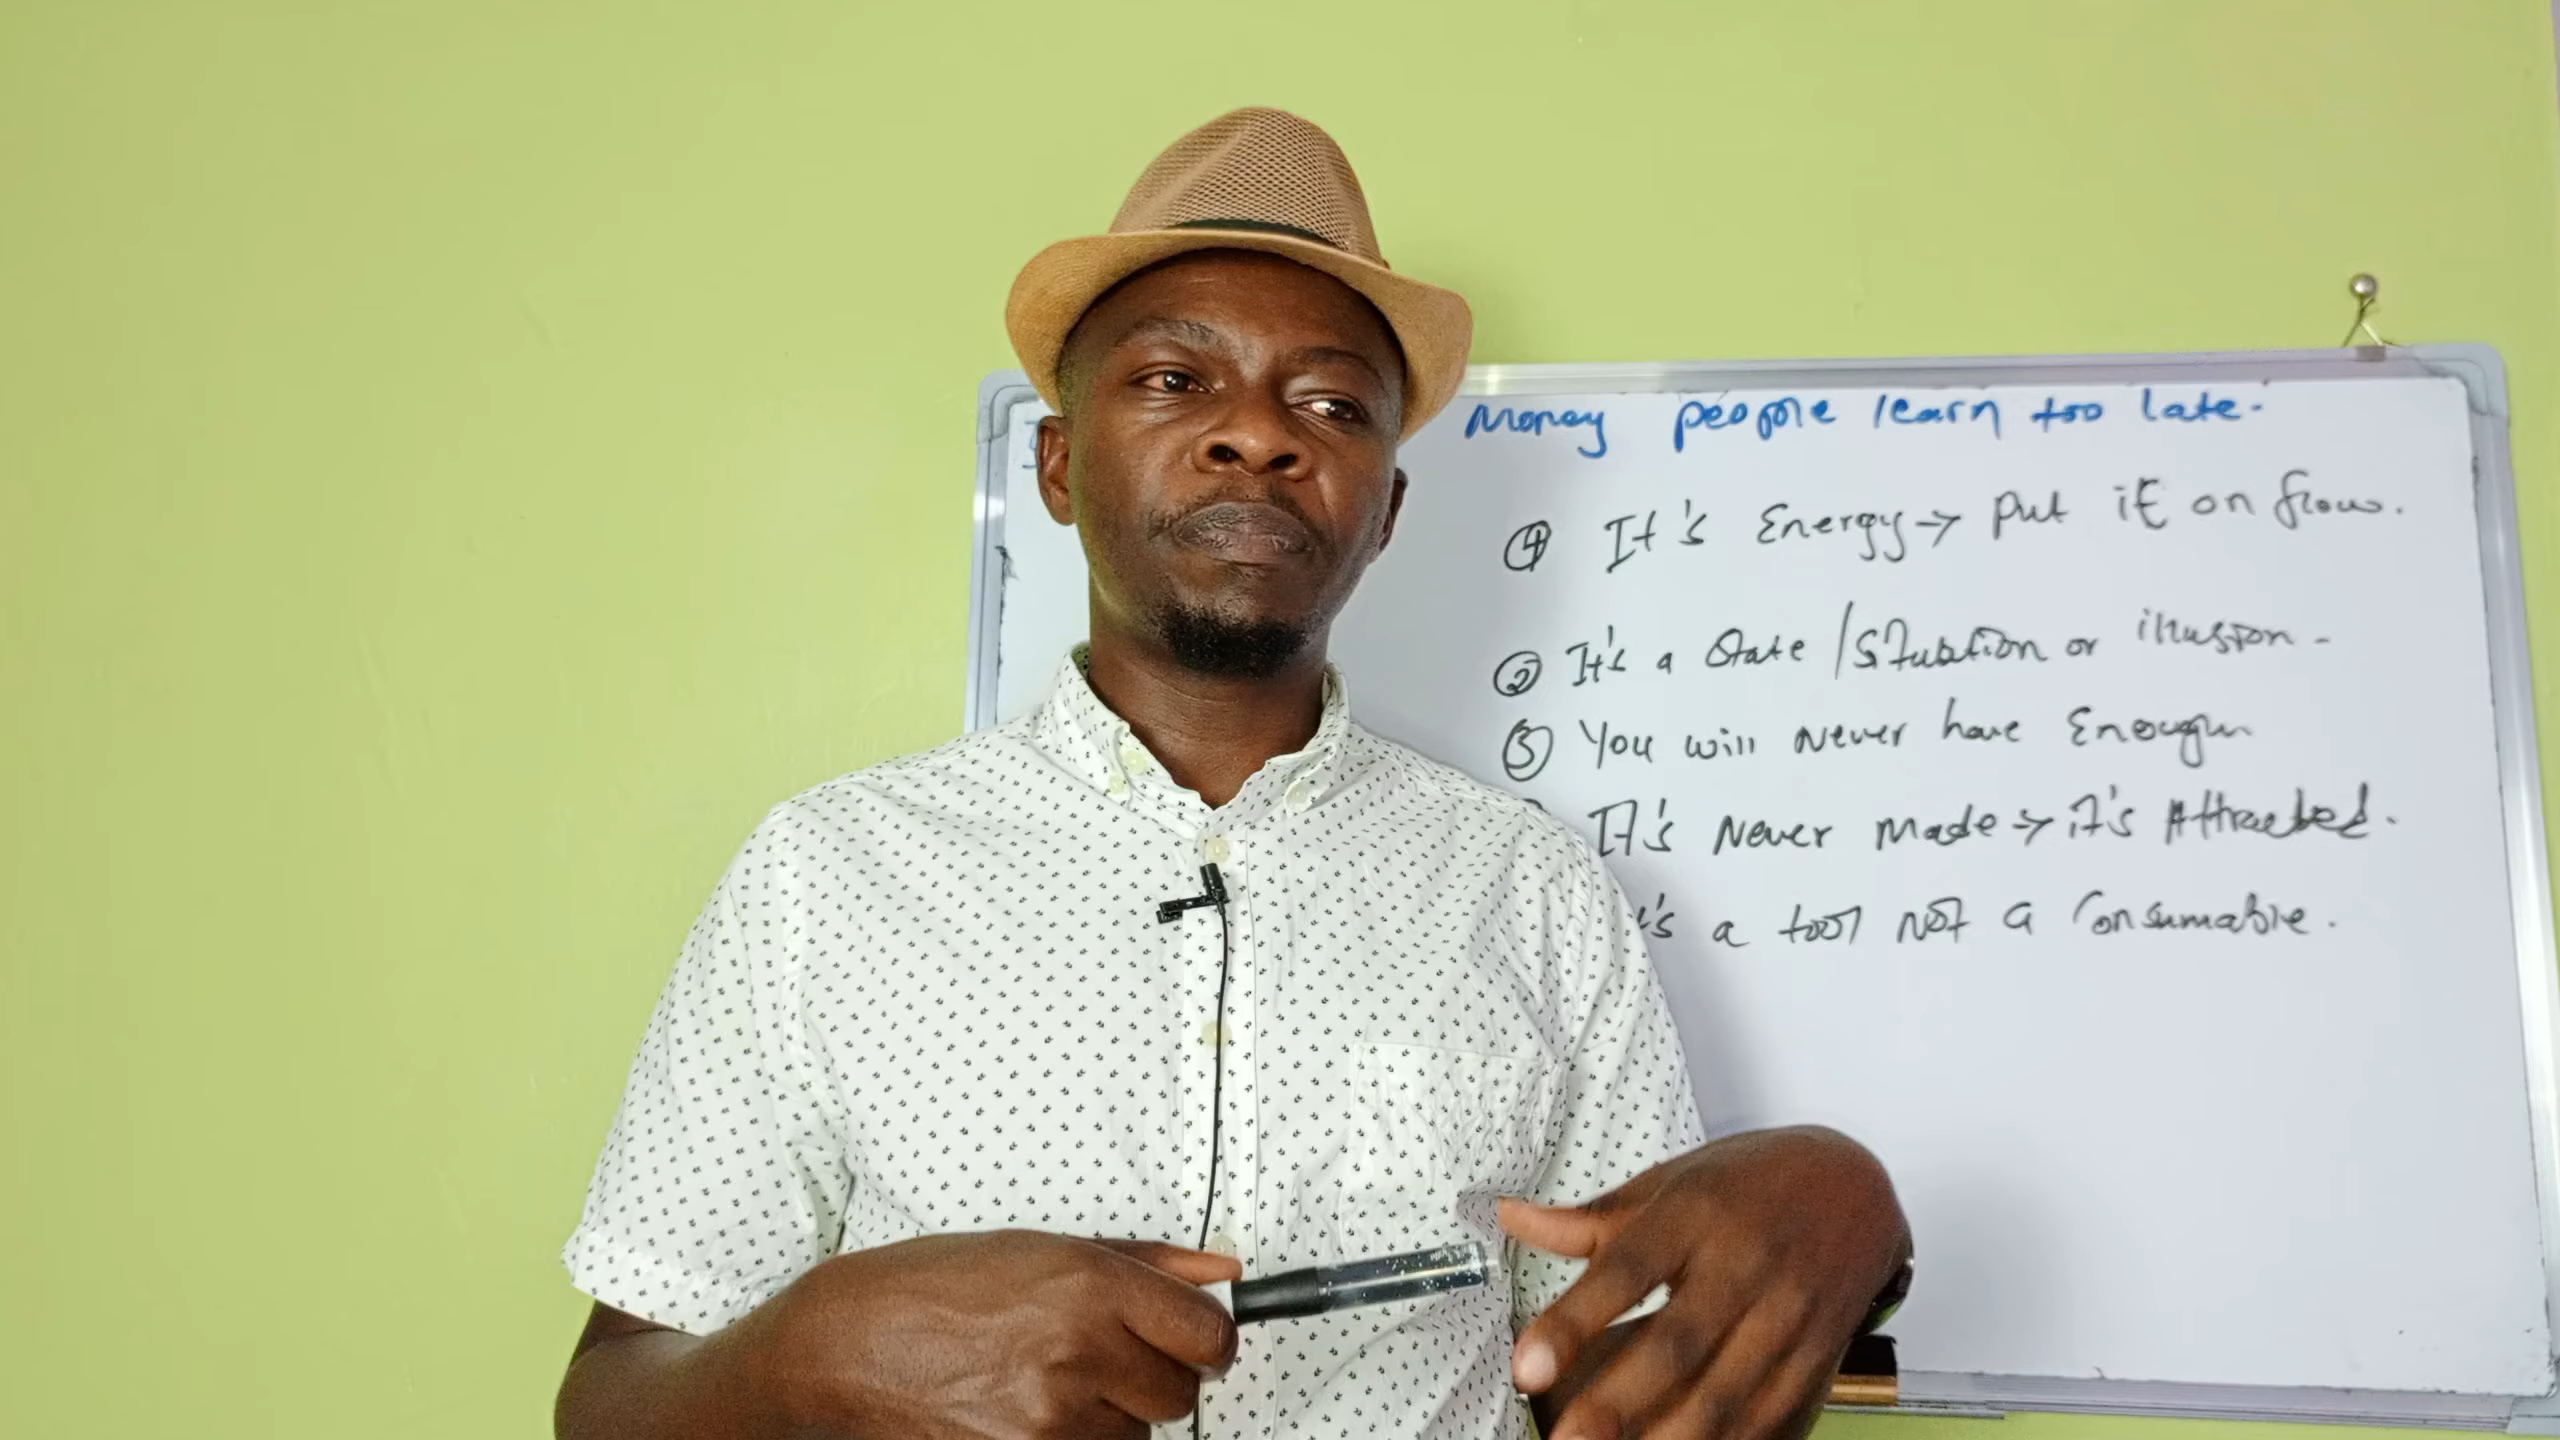 Money people learn too late.
① It's Energy → put it on flow.
② It's a State / Situation or illusion.
③ You will Never have Enough
It's Never Made → it's Attracted.
's a tool Not a Consumable.